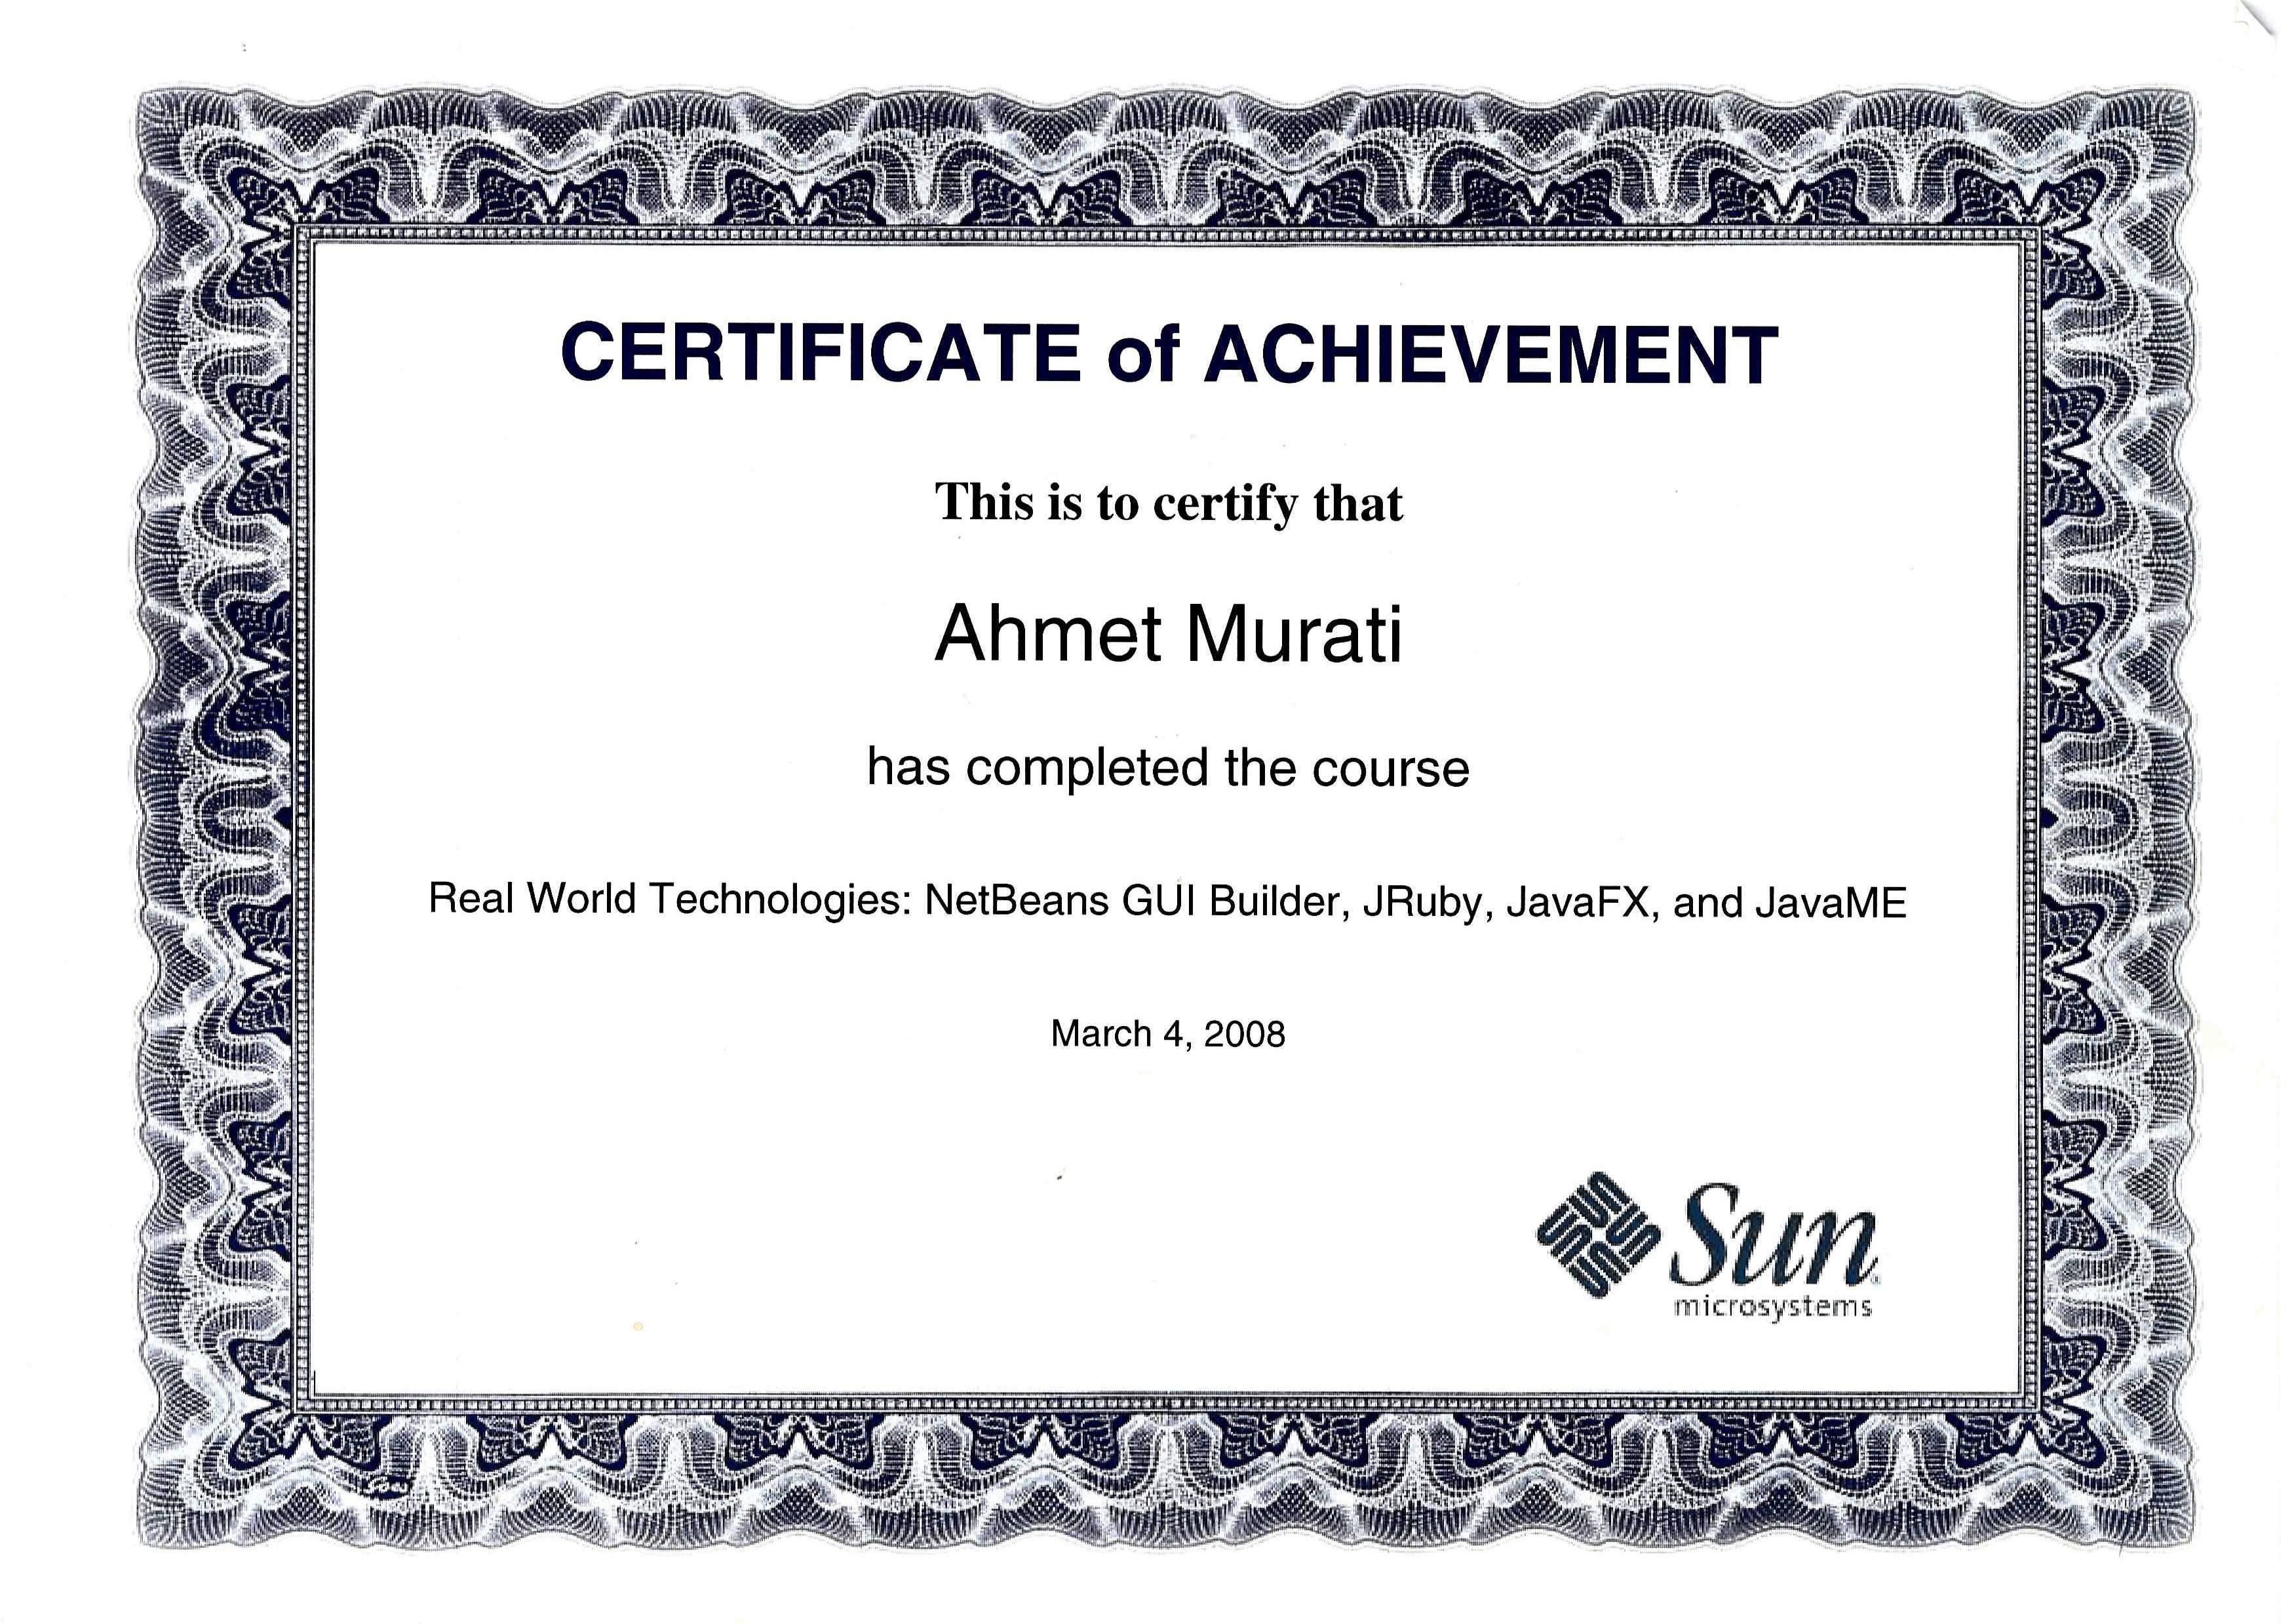 CERTIFICATE of ACHIEVEMENT
This is to certify that
Ahmet Murati
has completed the course
Real World Technologies: NetBeans GUI Builder, JRuby, JavaFX, and JavaME
March 4, 2008
Sun
microsystems